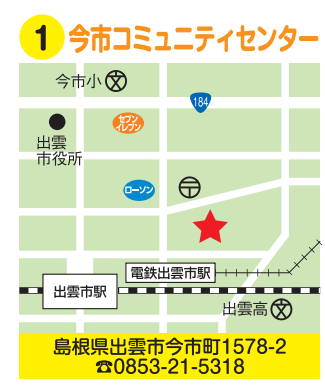 1 今市コミュニティセンター
今市小 文
184
セブン
イレブン
出雲
市役所
ローソン
〒
電鉄出雲市駅
出雲市駅
出雲高 文
島根県出雲市今市町1578-2
☎0853-21-5318